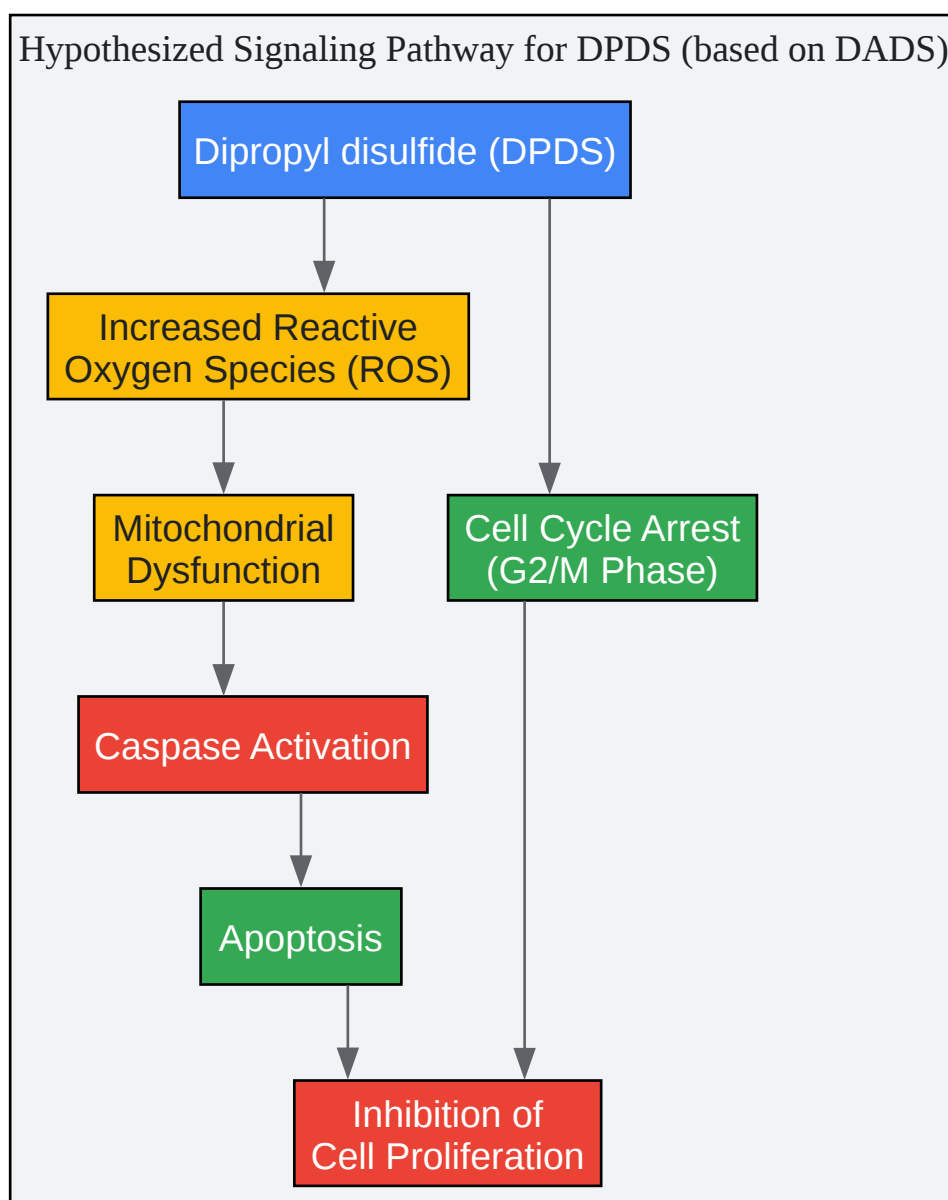 Hypothesized Signaling Pathway for DPDS (based on DADS)
Dipropyl disulfide (DPDS)
Increased Reactive
Oxygen Species (ROS)
Mitochondrial
Dysfunction
Cell Cycle Arrest
(G2/M Phase)
Caspase Activation
Apoptosis
Inhibition of
Cell Proliferation